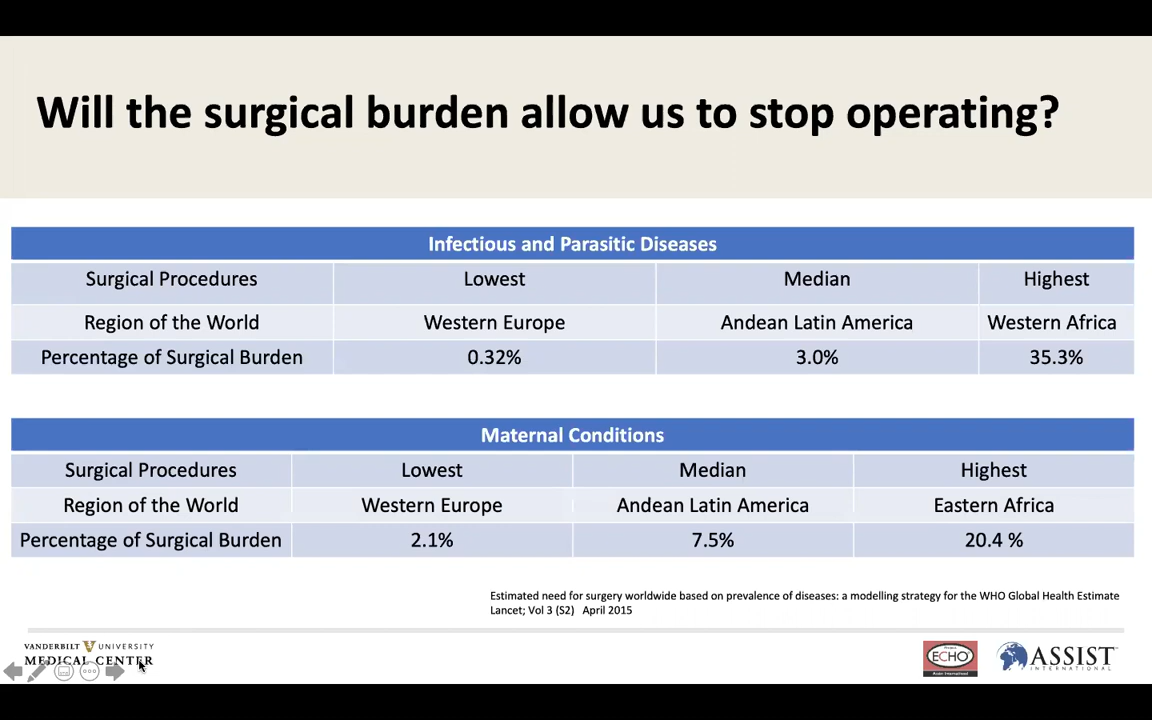 Will the surgical burden allow us to stop operating?
Infectious and Parasitic Diseases
Surgical Procedures Lowest Median Highest
Region of the World Western Europe Andean Latin America Western Africa
Percentage of Surgical Burden 0.32% 3.0% 35.3%
Maternal Conditions
Surgical Procedures Lowest Median Highest
Region of the World Western Europe Andean Latin America Eastern Africa
Percentage of Surgical Burden 2.1% 7.5% 20.4 %
Estimated need for surgery worldwide based on prevalence of diseases: a modelling strategy for the WHO Global Health Estimate
Lancet; Vol 3 (S2) April 2015
VANDERBILT V UNIVERSITY
MEDICAL CENTER
ECHO
ASSIST
INTERNATIONAL